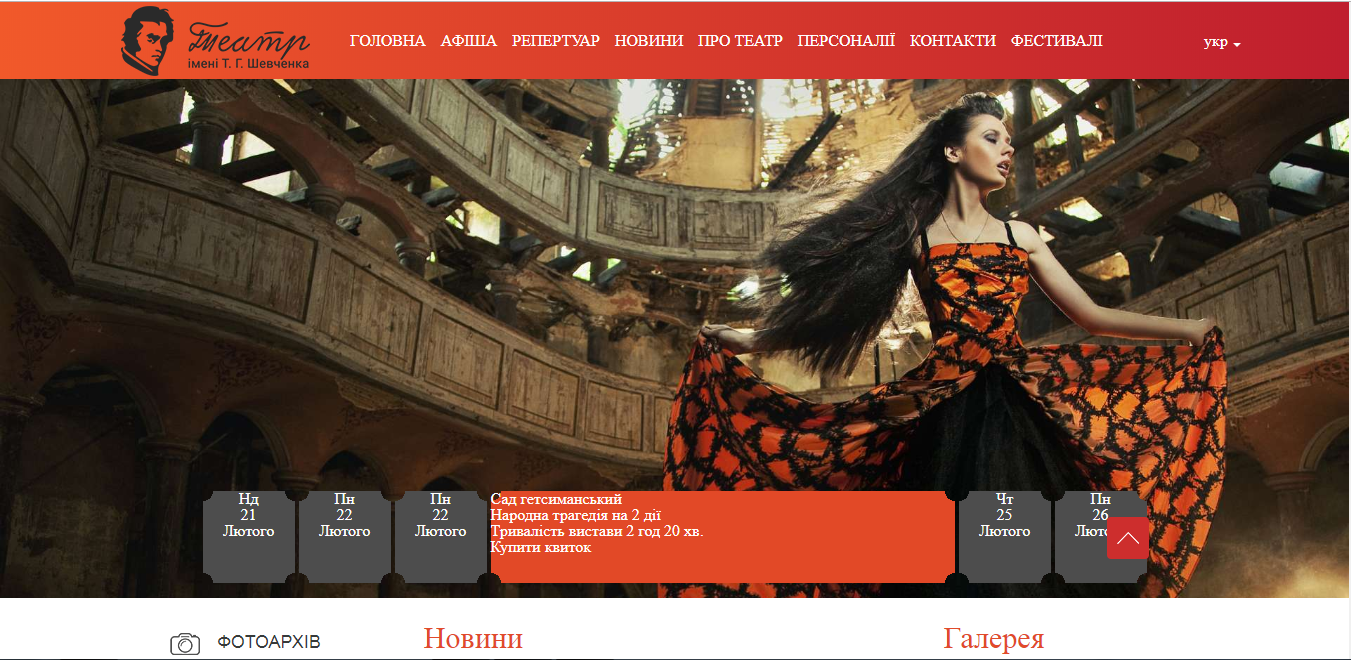 Театр
імені Т. Г. Шевченка
ГОЛОВНА АФІША РЕПЕРТУАР НОВИНИ ПРО ТЕАТР ПЕРСОНАЛІЇ КОНТАКТИ ФЕСТИВАЛІ
укр
Нд
21
Лютого
Пн
22
Лютого
Пн
22
Лютого
Сад гетсиманський
Народна трагедія на 2 дії
Тривалість вистави 2 год 20 хв.
Купити квиток
Чт
25
Лютого
Пн
26
Люто
ФОТОАРХІВ
Новини
Галерея